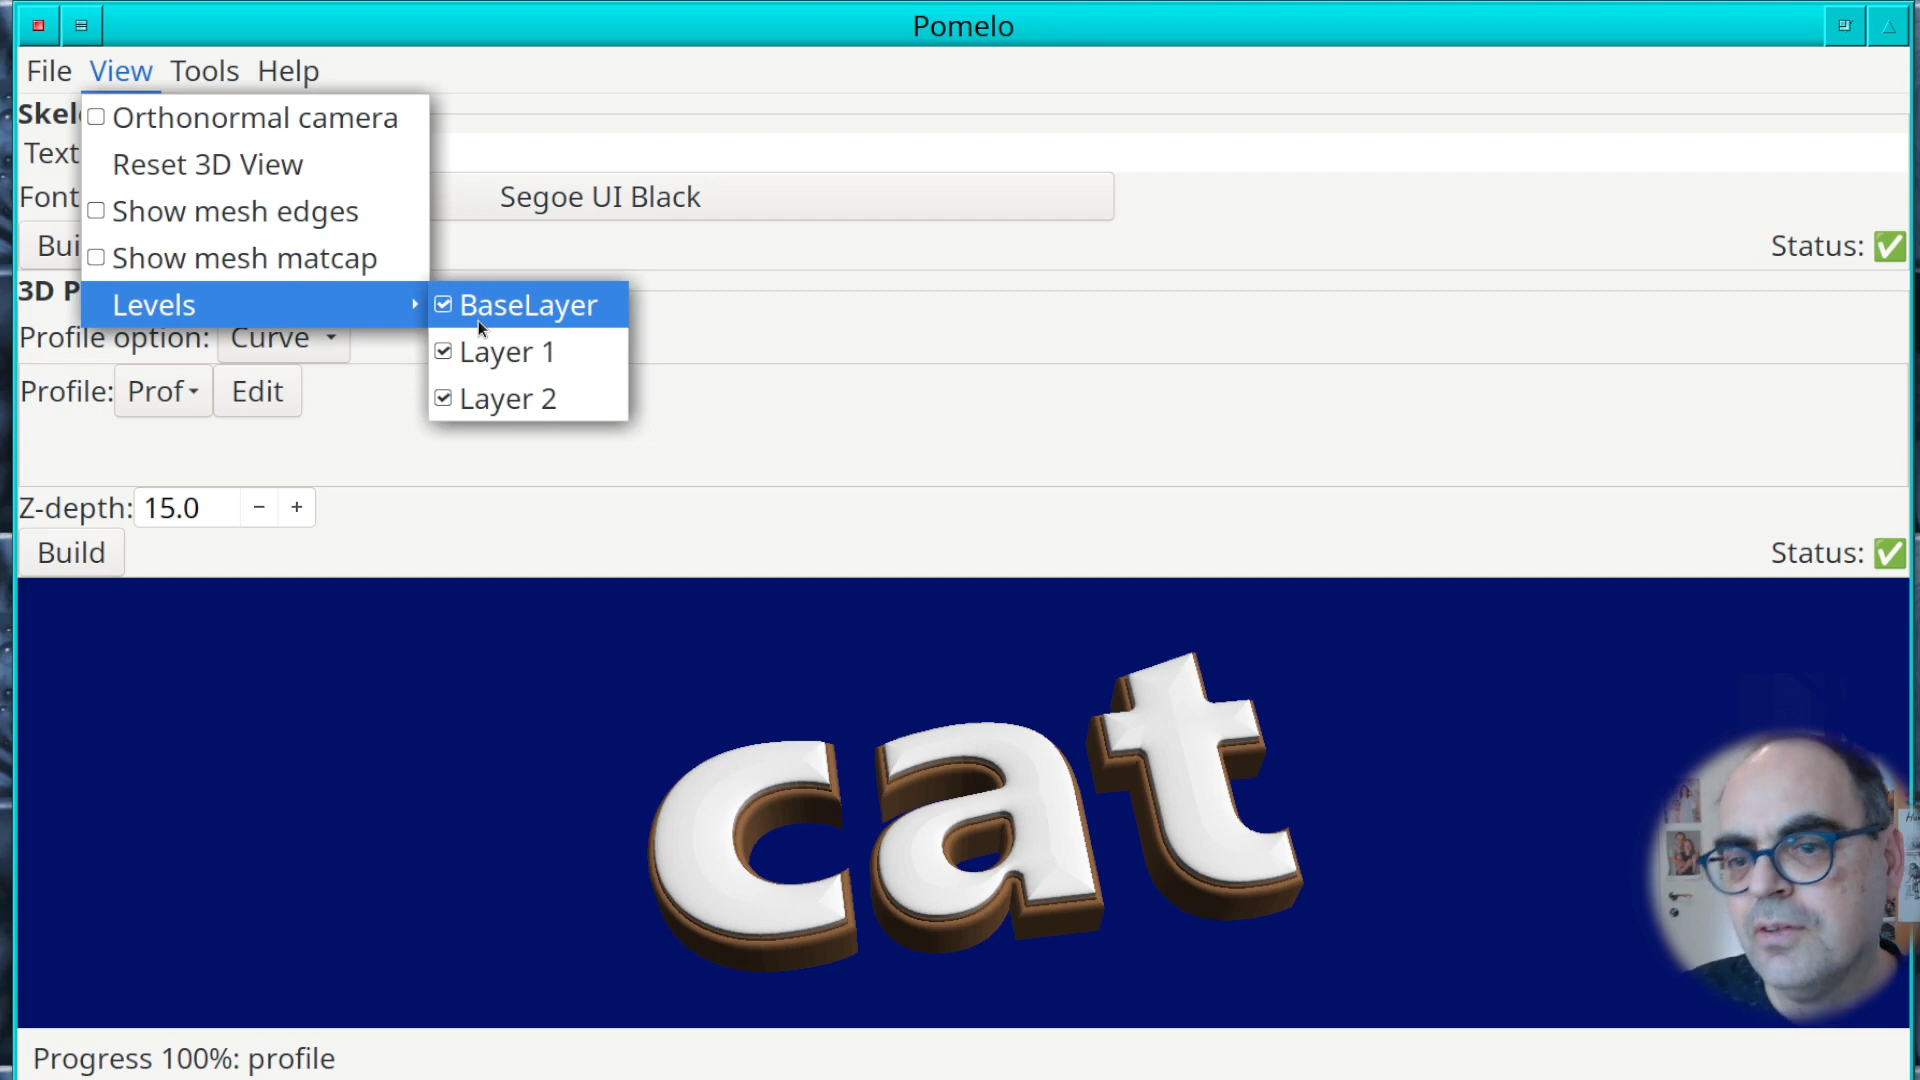 Pomelo
File View Tools Help
Skel
Orthonormal camera
Text
Reset 3D View
Font
Segoe UI Black
Show mesh edges
Bui
Show mesh matcap
Status: ✅
3D P
Levels
BaseLayer
Profile option: Curve
Layer 1
Profile: Prof Edit
Layer 2
Z-depth: 15.0 − +
Build
Status: ✅
cat
Progress 100%: profile